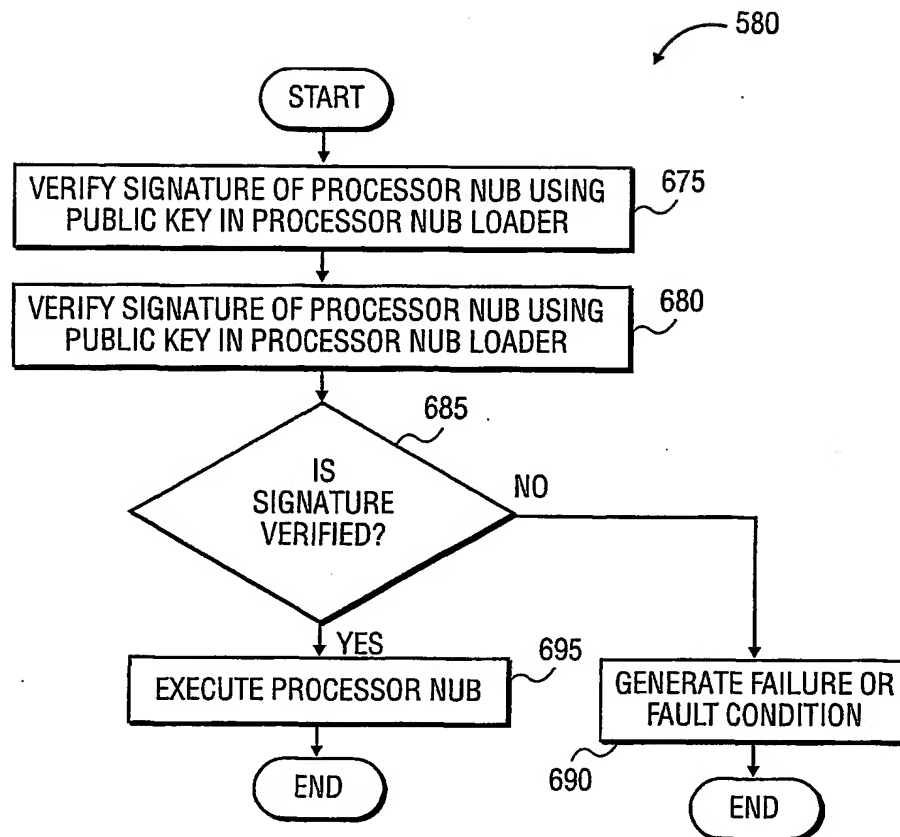 580
START
VERIFY SIGNATURE OF PROCESSOR NUB USING
PUBLIC KEY IN PROCESSOR NUB LOADER
675
VERIFY SIGNATURE OF PROCESSOR NUB USING
PUBLIC KEY IN PROCESSOR NUB LOADER
680
685
IS
SIGNATURE
VERIFIED?
NO
YES
695
EXECUTE PROCESSOR NUB
GENERATE FAILURE OR
FAULT CONDITION
690
END
END